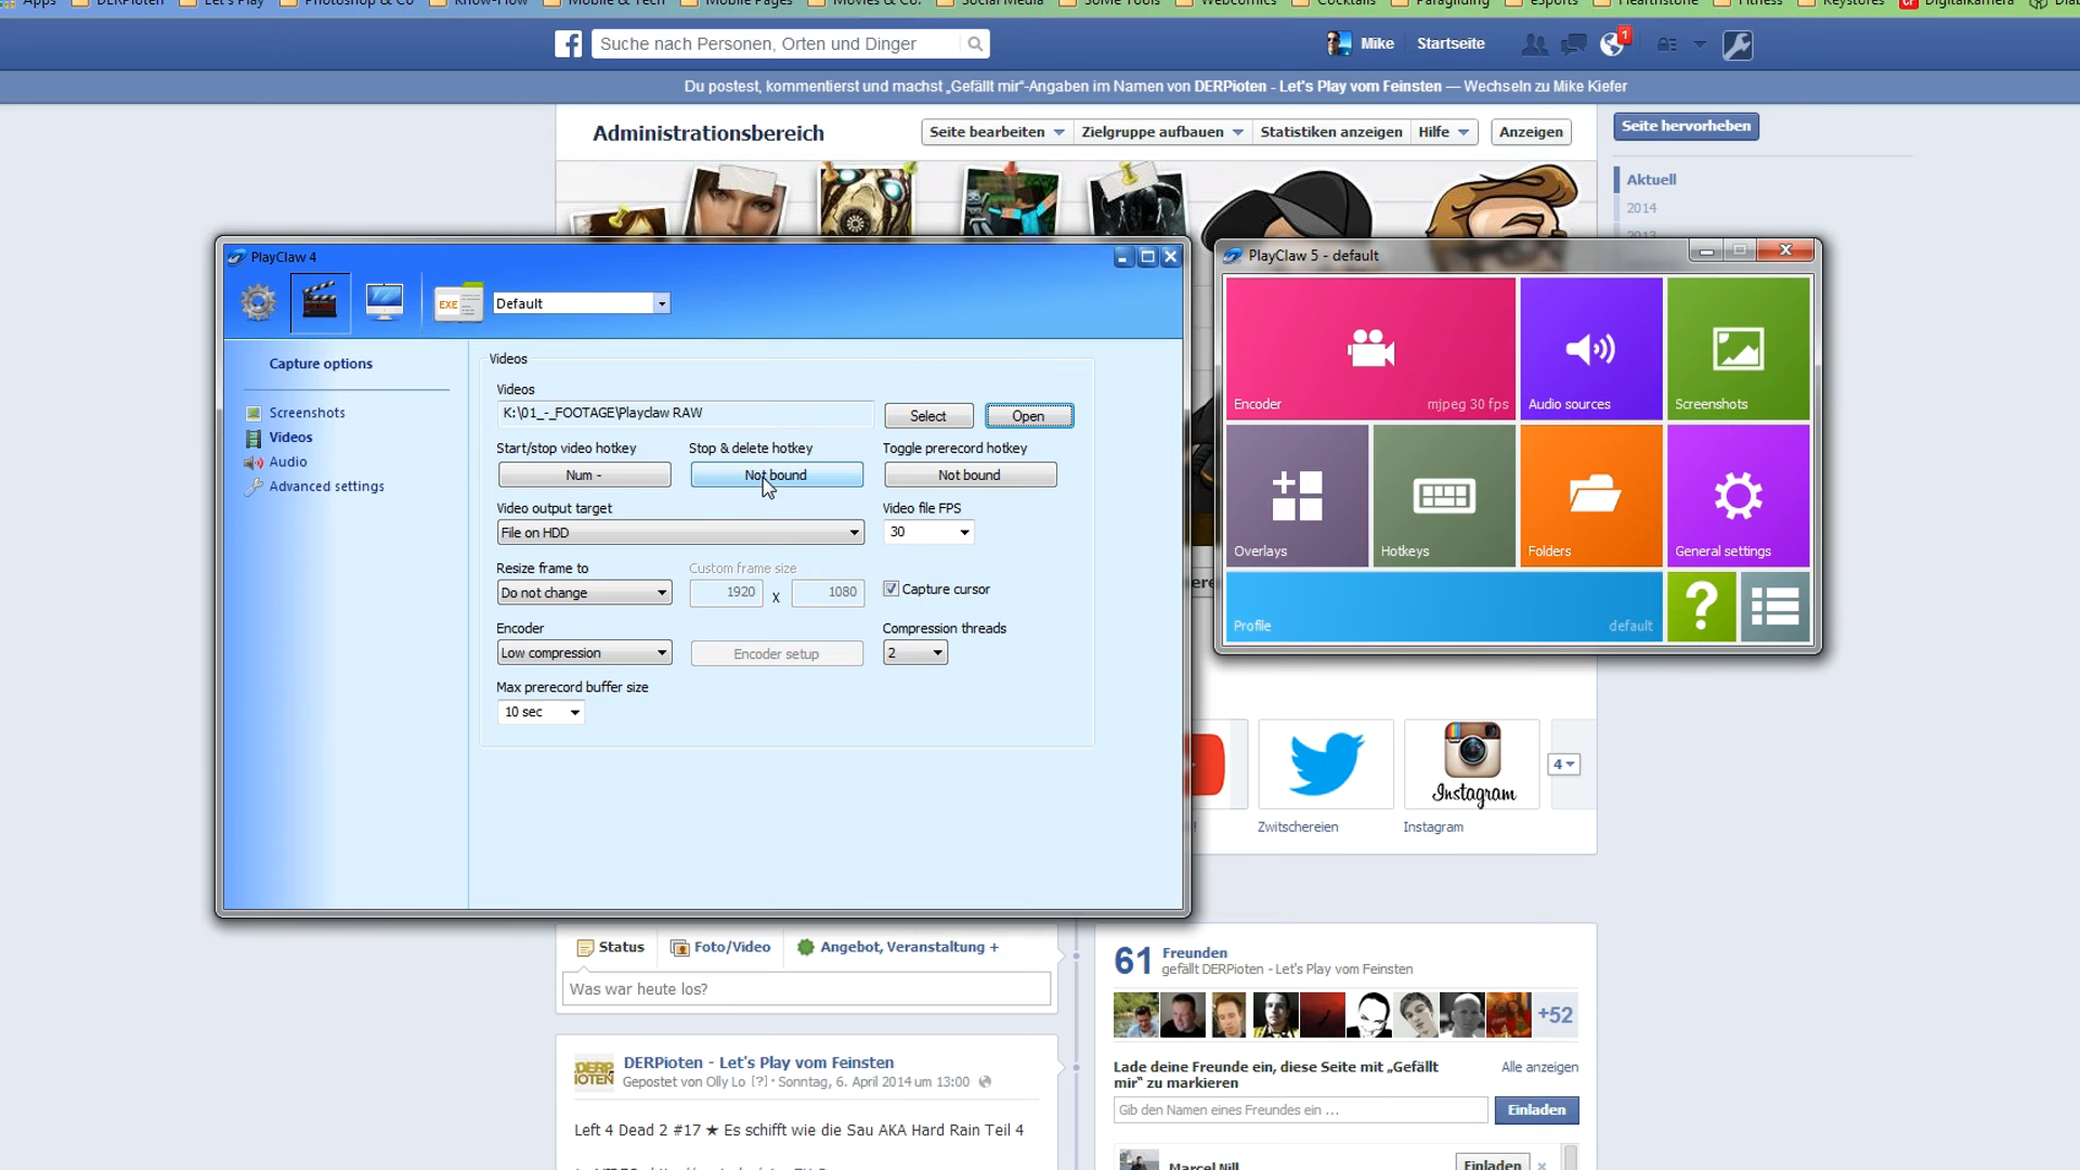 Apps DERPioten Let's Play Photoshop & Co Know-How Mobile & Tech Mobile Pages Movies & Co. Social Media SoMe Tools Webcomics Cocktails Paragliding eSports Hearthstone Fitness Keystores Digitalkamera
Suche nach Personen, Orten und Dinger
Mike Startseite 1
Du postest, kommentierst und machst „Gefällt mir“-Angaben im Namen von DERPioten - Let's Play vom Feinsten — Wechseln zu Mike Kiefer
Administrationsbereich
Seite bearbeiten Zielgruppe aufbauen Statistiken anzeigen Hilfe Anzeigen
Seite hervorheben
Aktuell
2014
2013
PlayClaw 4
EXE Default
Capture options
Screenshots
Videos
Audio
Advanced settings
Videos
Videos
K:\01_-_FOOTAGE\Playclaw RAW
Select Open
Start/stop video hotkey Stop & delete hotkey Toggle prerecord hotkey
Num - Not bound Not bound
Video output target Video file FPS
File on HDD 30
Resize frame to Custom frame size
Do not change 1920 x 1080 Capture cursor
Encoder Compression threads
Low compression Encoder setup 2
Max prerecord buffer size
10 sec
PlayClaw 5 - default
Encoder mjpeg 30 fps Audio sources Screenshots
Overlays Hotkeys Folders General settings
Profile default ?
Instagram
4
Zwitschereien Instagram
Status Foto/Video Angebot, Veranstaltung +
Was war heute los?
DERPIOTEN
DERPioten - Let's Play vom Feinsten
Gepostet von Olly Lo [?] · Sonntag, 6. April 2014 um 13:00
Left 4 Dead 2 #17 ★ Es schifft wie die Sau AKA Hard Rain Teil 4
61 Freunden
gefällt DERPioten - Let's Play vom Feinsten
+52
Lade deine Freunde ein, diese Seite mit „Gefällt mir“ zu markieren
Alle anzeigen
Gib den Namen eines Freundes ein ...
Einladen
Marcel Nill
Einladen